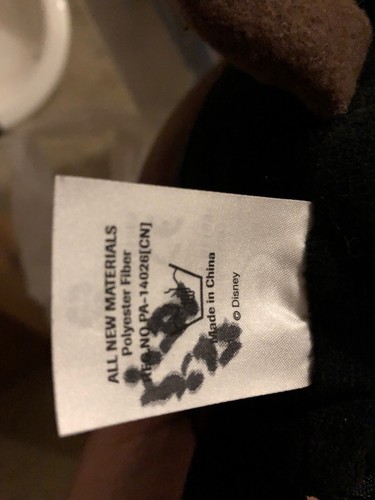 ALL NEW MATERIALS
Polyester Fiber
REG.NO.PA-14026[CN]
Made in China
© Disney